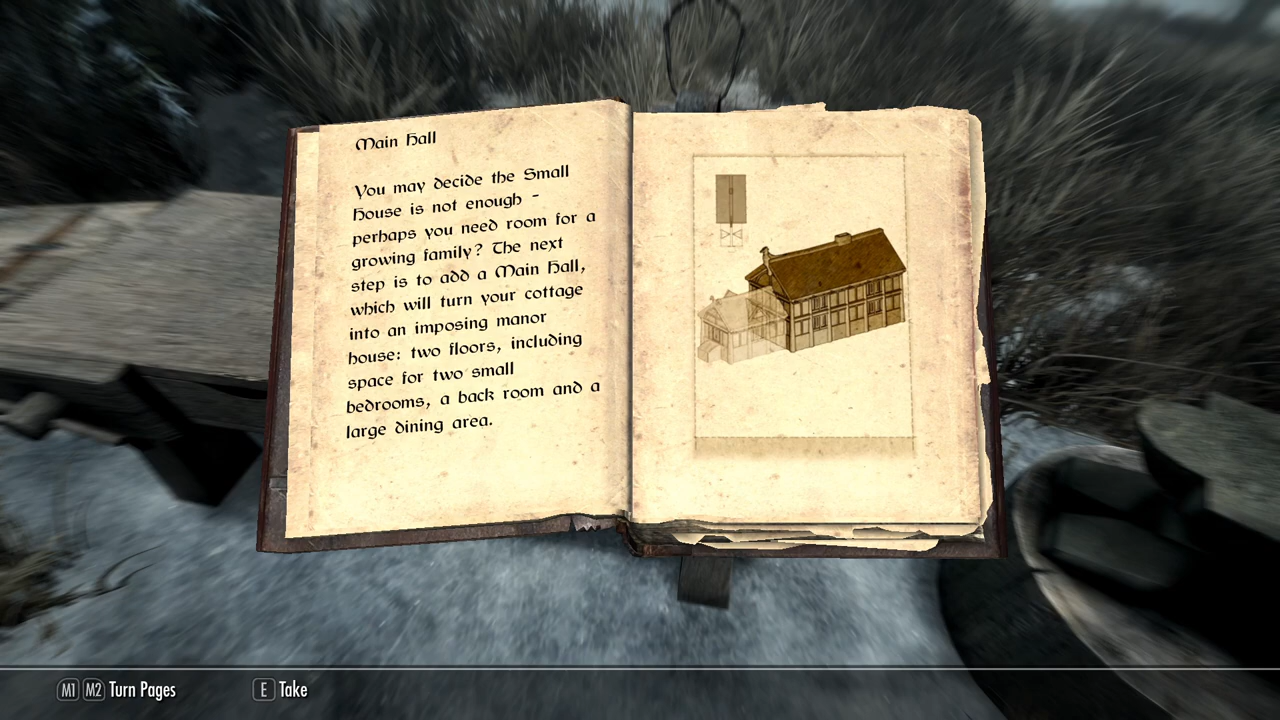 Main Hall
You may decide the Small
House is not enough -
perhaps you need room for a
growing family? The next
step is to add a Main Hall,
which will turn your cottage
into an imposing manor
house: two floors, including
space for two small
bedrooms, a back room and a
large dining area.
M1 M2 Turn Pages
E Take